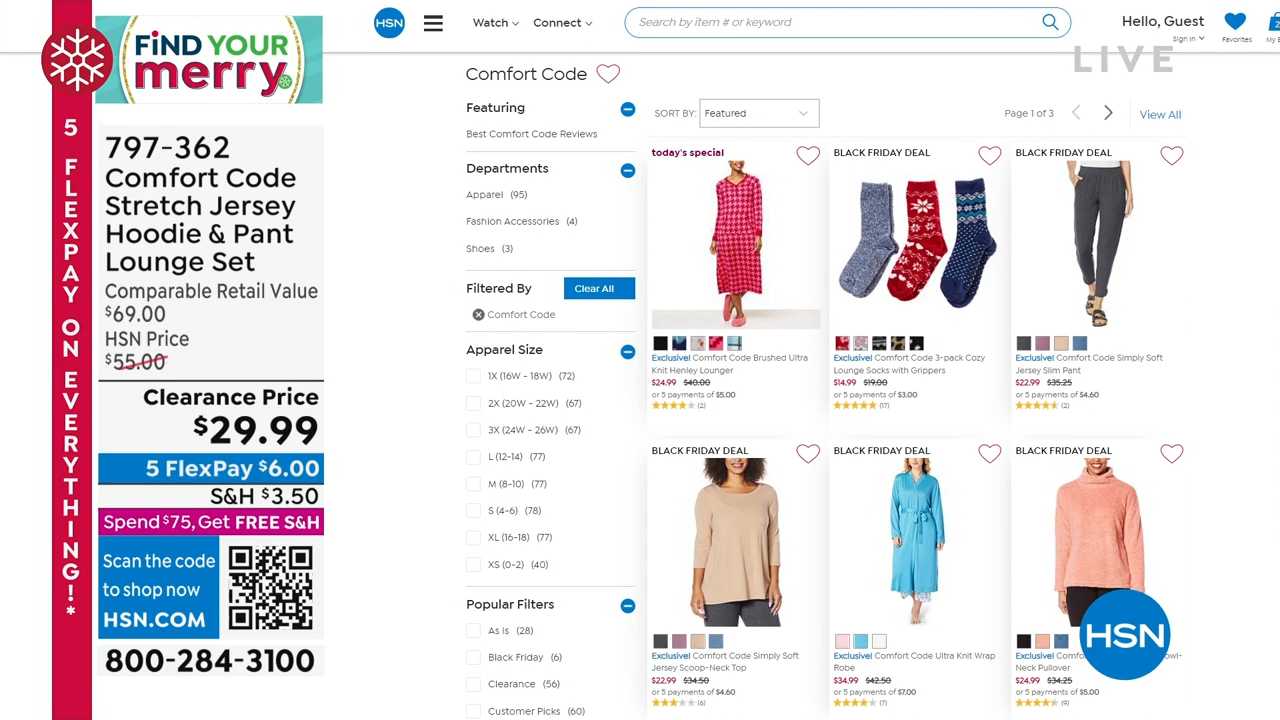 FiND YOUR
merry.
5 FLEXPAY ON EVERYTHING!*
797-362
Comfort Code
Stretch Jersey
Hoodie & Pant
Lounge Set
Comparable Retail Value
$69.00
HSN Price
$55.00
Clearance Price
$29.99
5 FlexPay $6.00
S&H $3.50
Spend $75, Get FREE S&H
Scan the code
to shop now
HSN.COM
800-284-3100
HSN
Watch
Connect
Search by item # or keyword
Hello, Guest
Sign In
Favorites
2
My
LIVE
Comfort Code
Featuring
Best Comfort Code Reviews
Departments
Apparel (95)
Fashion Accessories (4)
Shoes (3)
Filtered By
Clear All
Comfort Code
Apparel Size
1X (16W - 18W) (72)
2X (20W - 22W) (67)
3X (24W - 26W) (67)
L (12-14) (77)
M (8-10) (77)
S (4-6) (78)
XL (16-18) (77)
XS (0-2) (40)
Popular Filters
As Is (28)
Black Friday (6)
Clearance (56)
Customer Picks (60)
SORT BY: Featured
Page 1 of 3
View All
today's special
Exclusive! Comfort Code Brushed Ultra
Knit Henley Lounger
$24.99 $40.00
or 5 payments of $5.00
(2)
BLACK FRIDAY DEAL
Exclusive! Comfort Code 3-pack Cozy
Lounge Socks with Grippers
$14.99 $19.00
or 5 payments of $3.00
(17)
BLACK FRIDAY DEAL
Exclusive! Comfort Code Simply Soft
Jersey Slim Pant
$22.99 $35.25
or 5 payments of $4.60
(2)
BLACK FRIDAY DEAL
Exclusive! Comfort Code Simply Soft
Jersey Scoop-Neck Top
$22.99 $34.50
or 5 payments of $4.60
(6)
BLACK FRIDAY DEAL
Exclusive! Comfort Code Ultra Knit Wrap
Robe
$34.99 $42.50
or 5 payments of $7.00
(7)
BLACK FRIDAY DEAL
Exclusive! Comfo
Neck Pullover
$24.99 $34.25
or 5 payments of $5.00
(9)
HSN